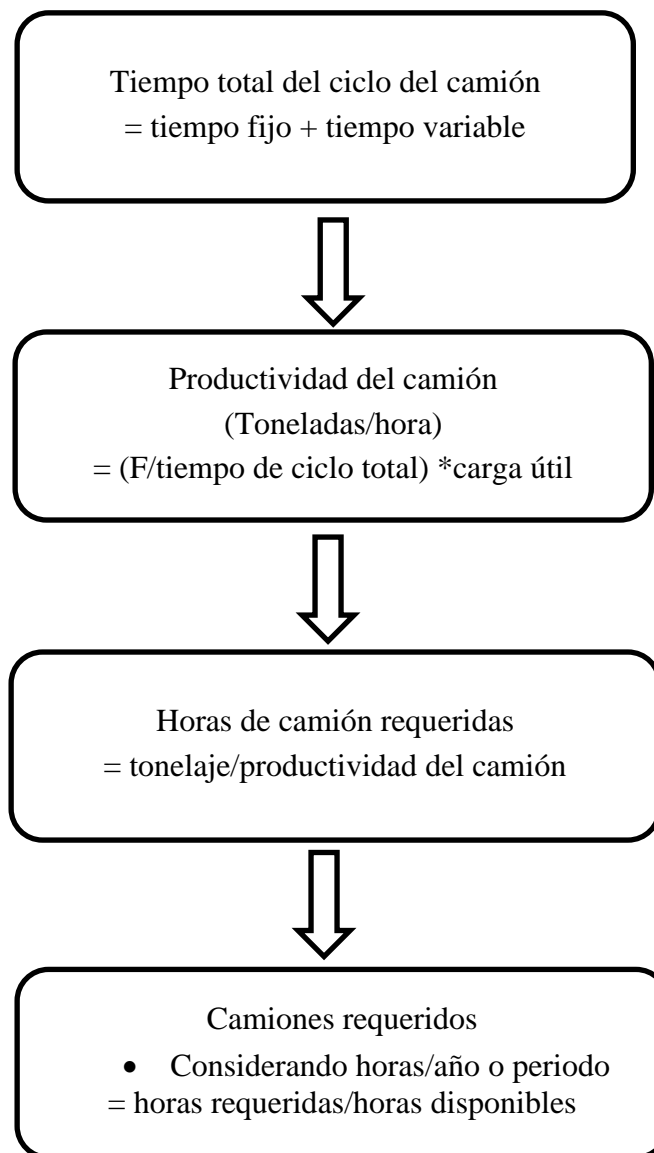 Tiempo total del ciclo del camión
= tiempo fijo + tiempo variable
Productividad del camión
(Toneladas/hora)
= (F/tiempo de ciclo total) *carga útil
Horas de camión requeridas
= tonelaje/productividad del camión
Camiones requeridos
• Considerando horas/año o periodo
= horas requeridas/horas disponibles